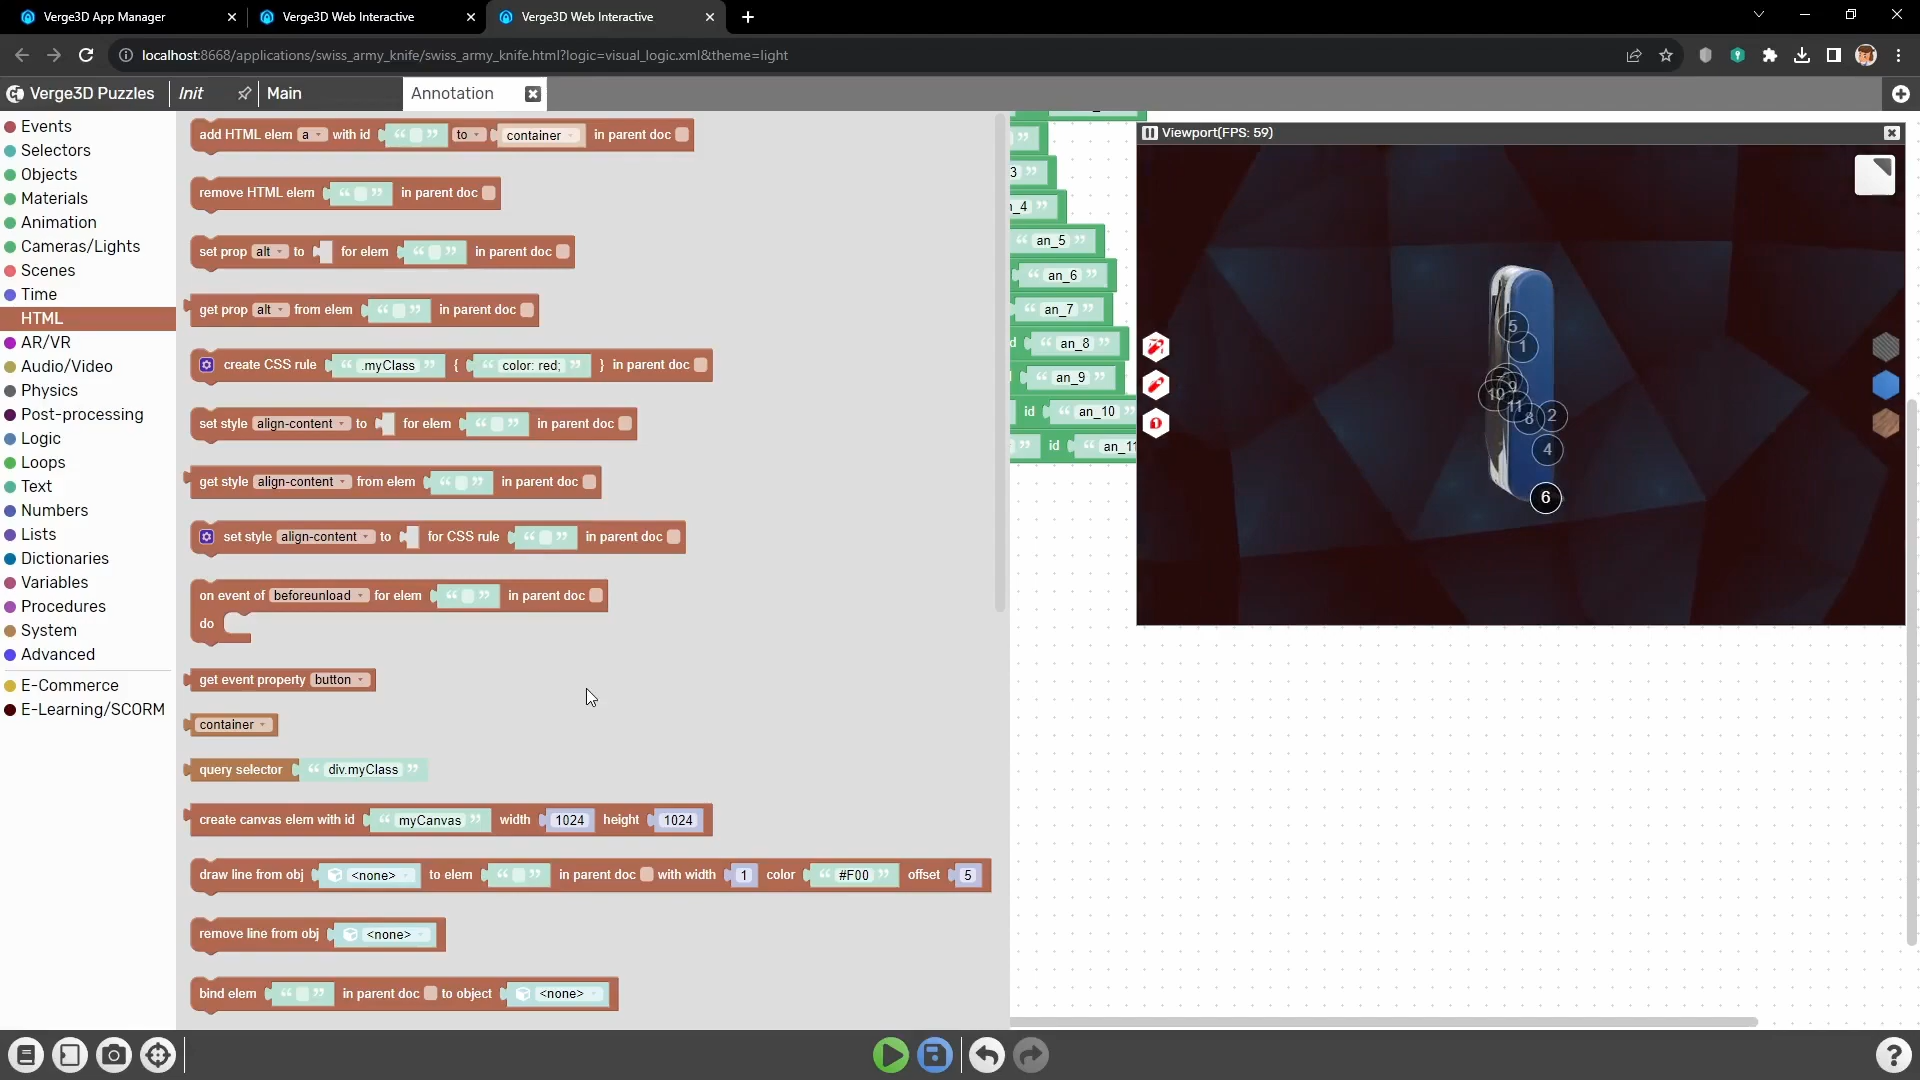 Verge3D App Manager
Verge3D Web Interactive
Verge3D Web Interactive
localhost:8668/applications/swiss_army_knife/swiss_army_knife.html?logic=visual_logic.xml&theme=light
Verge3D Puzzles
Init
Main
Annotation
Events
Selectors
Objects
Materials
Animation
Cameras/Lights
Scenes
Time
HTML
AR/VR
Audio/Video
Physics
Post-processing
Logic
Loops
Text
Numbers
Lists
Dictionaries
Variables
Procedures
System
Advanced
E-Commerce
E-Learning/SCORM
add HTML elem a with id “ ” to container in parent doc
remove HTML elem “ ” in parent doc
set prop alt to for elem “ ” in parent doc
get prop alt from elem “ ” in parent doc
create CSS rule “ .myClass ” { “ color: red; ” } in parent doc
set style align-content to for elem “ ” in parent doc
get style align-content from elem “ ” in parent doc
set style align-content to for CSS rule “ ” in parent doc
on event of beforeunload for elem “ ” in parent doc
do
get event property button
container
query selector “ div.myClass ”
create canvas elem with id “ myCanvas ” width 1024 height 1024
draw line from obj <none> to elem “ ” in parent doc with width 1 color “ #F00 ” offset 5
remove line from obj <none>
bind elem “ ” in parent doc to object <none>
”
3 ”
n_4 ”
“ an_5 ”
“ an_6 ”
“ an_7 ”
d “ an_8 ”
“ an_9 ”
id “ an_10 ”
” id “ an_11
Viewport(FPS: 59)
5
1
9
10
11
8
2
4
6
?